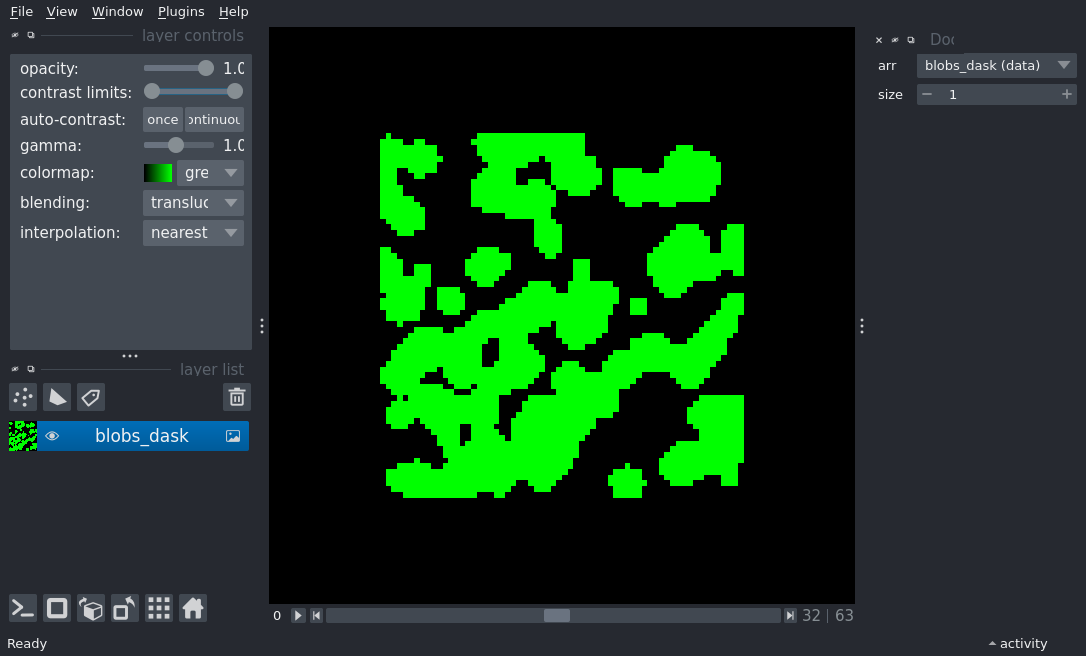 File View Window Plugins Help
layer controls
opacity: 1.0
contrast limits:
auto-contrast: once
gamma: 1.0
colormap: gre
blending: transluc
interpolation: nearest
layer list
blobs_dask
0 32 | 63
Ready
Doc
arr blobs_dask (data)
size 1
activity